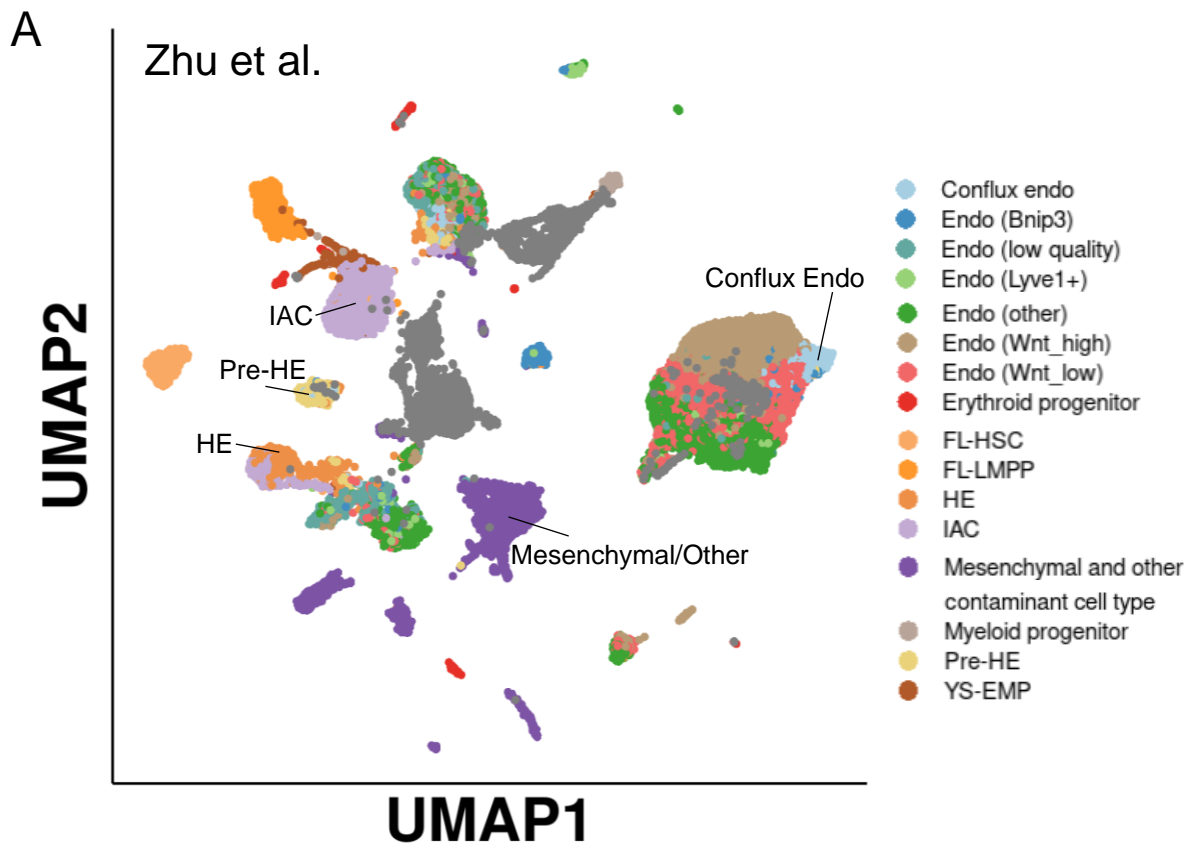 A
Zhu et al.
Conflux Endo
IAC
Pre-HE
HE
Mesenchymal/Other
UMAP2
UMAP1
Conflux endo
Endo (Bnip3)
Endo (low quality)
Endo (Lyve1+)
Endo (other)
Endo (Wnt_high)
Endo (Wnt_low)
Erythroid progenitor
FL-HSC
FL-LMPP
HE
IAC
Mesenchymal and other
contaminant cell type
Myeloid progenitor
Pre-HE
YS-EMP